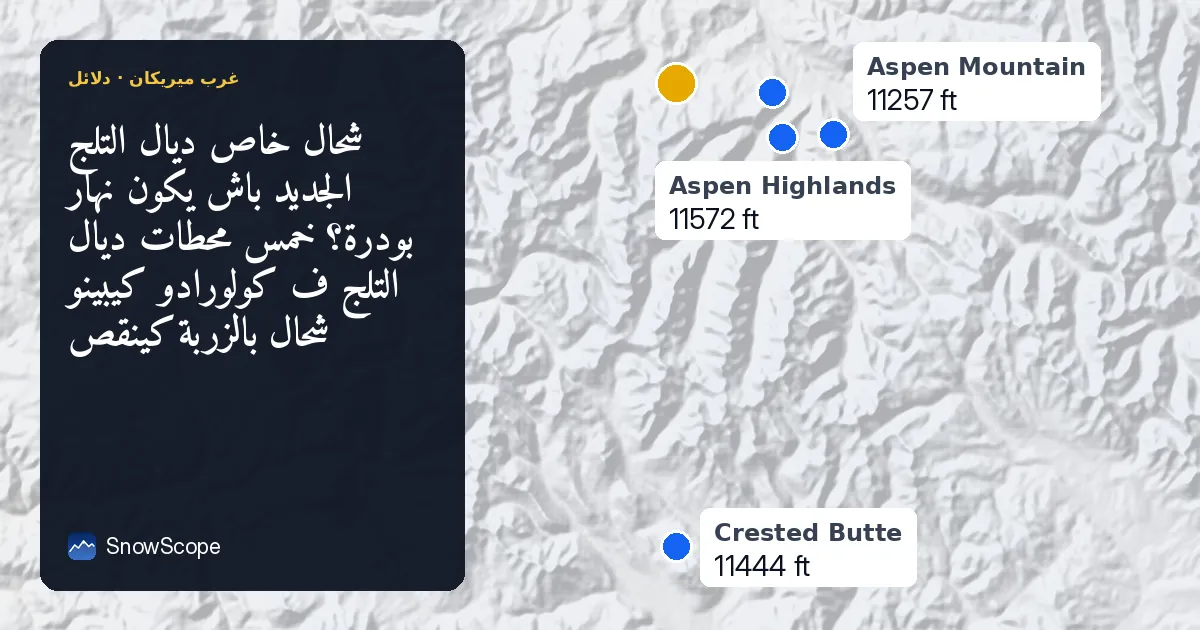 غرب ميريكان · دلائل
شحال خاص ديال التلج
الجديد باش يكون نهار
بودرة؟ خمس محطات ديال
التلج ف كولورادو كيبينو
شحال بالزربة كينقص
SnowScope
Aspen Mountain
11257 ft
Aspen Highlands
11572 ft
Crested Butte
11444 ft